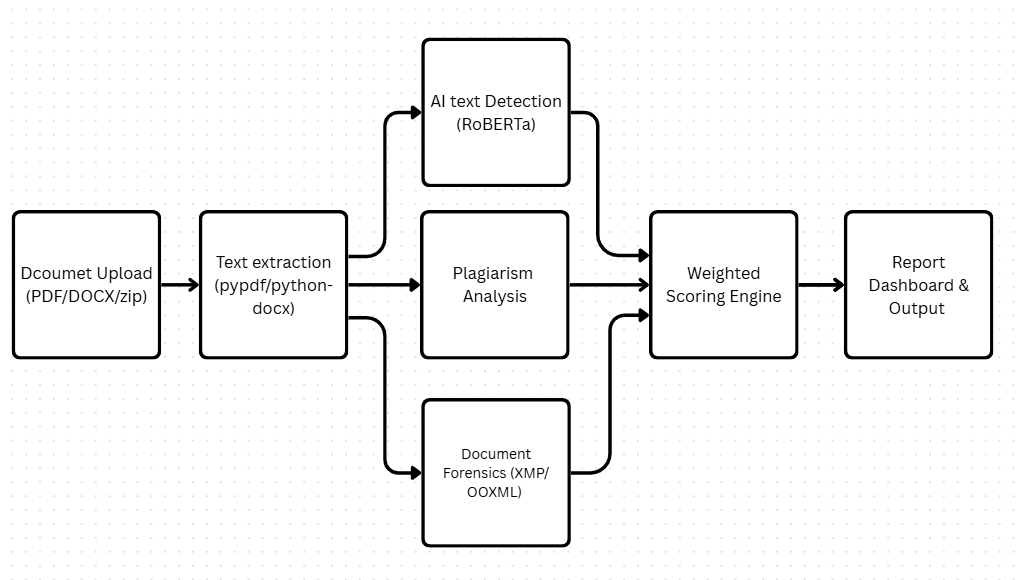 AI text Detection
(RoBERTa)
Dcoumet Upload
(PDF/DOCX/zip)
Text extraction
(pypdf/python-
docx)
Plagiarism
Analysis
Weighted
Scoring Engine
Report
Dashboard &
Output
Document
Forensics (XMP/
OOXML)